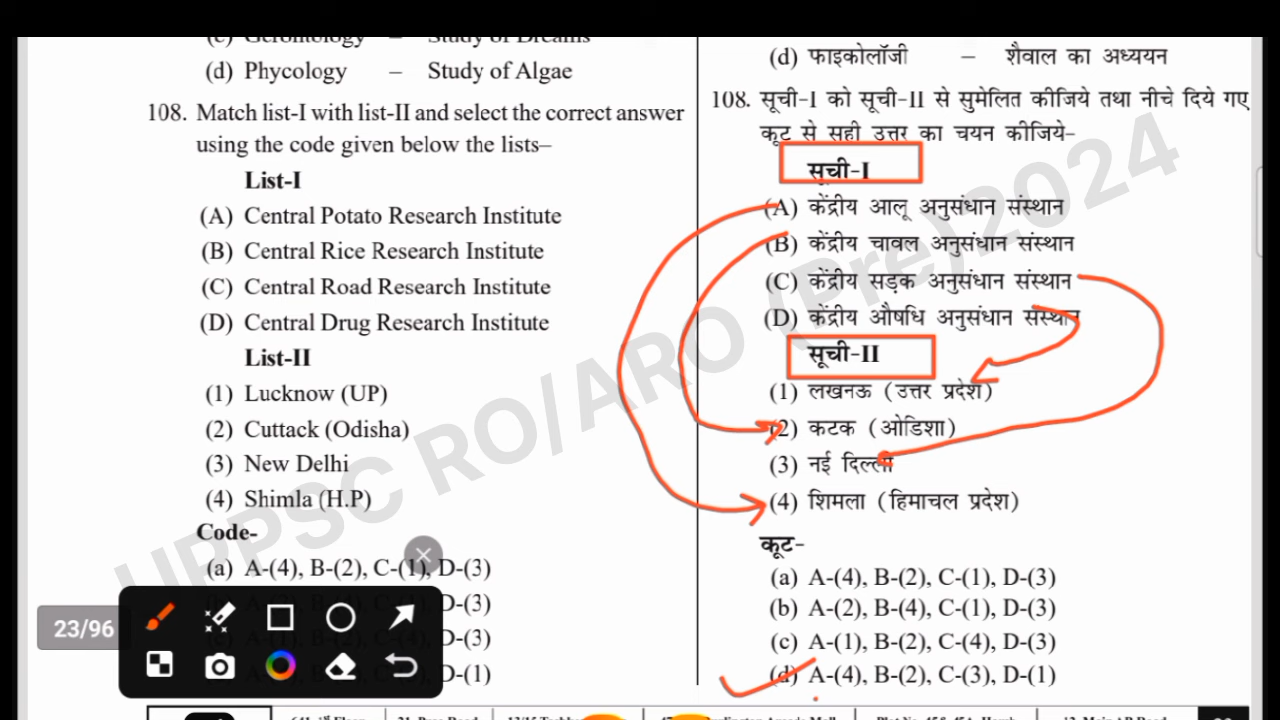 (c) Gerontology – Study of Dreams
(d) Phycology – Study of Algae
108. Match list-I with list-II and select the correct answer
using the code given below the lists–
List-I
(A) Central Potato Research Institute
(B) Central Rice Research Institute
(C) Central Road Research Institute
(D) Central Drug Research Institute
List-II
(1) Lucknow (UP)
(2) Cuttack (Odisha)
(3) New Delhi
(4) Shimla (H.P)
Code-
(a) A-(4), B-(2), C-(1), D-(3)
D-(3)
D-(3)
D-(1)
(d) फाइकोलॉजी – शैवाल का अध्ययन
108. सूची-I को सूची-II से सुमेलित कीजिये तथा नीचे दिये गए
कूट से सही उत्तर का चयन कीजिये-
सूची-I
(A) केंद्रीय आलू अनुसंधान संस्थान
(B) केंद्रीय चावल अनुसंधान संस्थान
(C) केंद्रीय सड़क अनुसंधान संस्थान
(D) केंद्रीय औषधि अनुसंधान संस्थान
सूची-II
(1) लखनऊ (उत्तर प्रदेश)
(2) कटक (ओडिशा)
(3) नई दिल्ली
(4) शिमला (हिमाचल प्रदेश)
कूट-
(a) A-(4), B-(2), C-(1), D-(3)
(b) A-(2), B-(4), C-(1), D-(3)
(c) A-(1), B-(2), C-(4), D-(3)
(d) A-(4), B-(2), C-(3), D-(1)
UPPSC RO/ARO (Pre) 2024
23/96